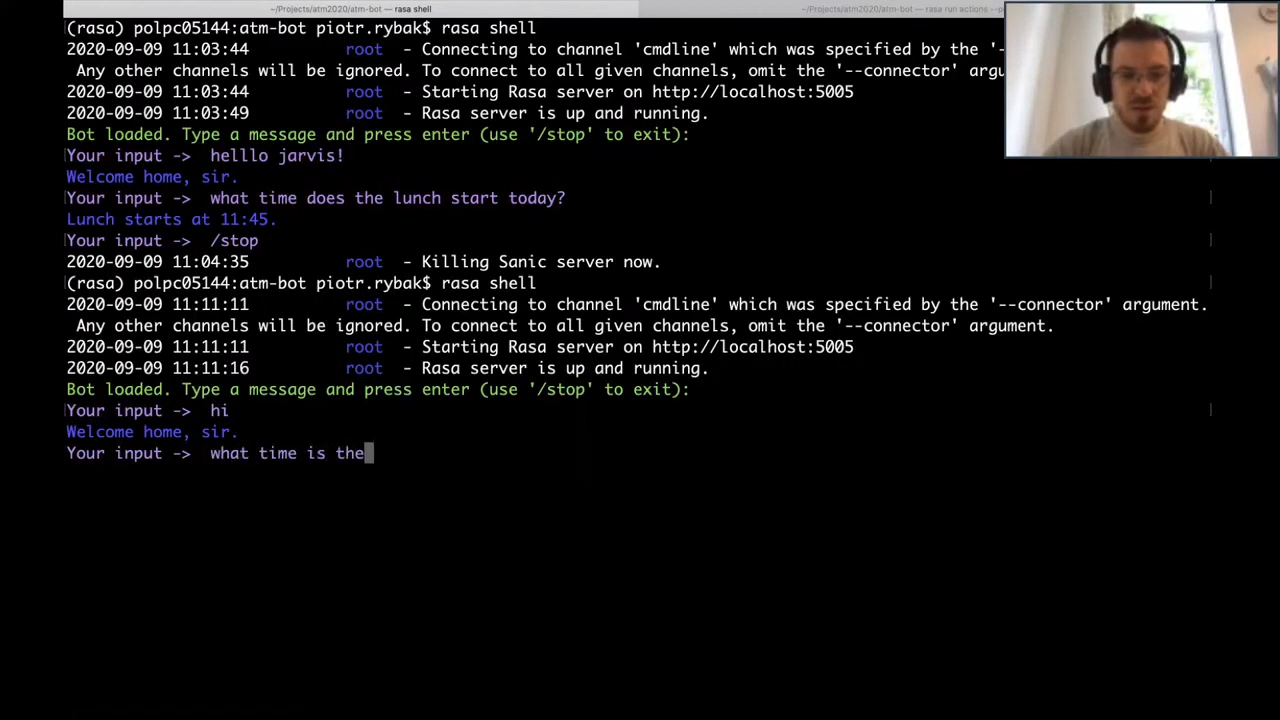 ~/Projects/atm2020/atm-bot — rasa shell
~/Projects/atm2020/atm-bot — rasa run actions
(rasa) polpc05144:atm-bot piotr.rybak$ rasa shell
2020-09-09 11:03:44 root - Connecting to channel 'cmdline' which was specified by the '-
Any other channels will be ignored. To connect to all given channels, omit the '--connector' argu
2020-09-09 11:03:44 root - Starting Rasa server on http://localhost:5005
2020-09-09 11:03:49 root - Rasa server is up and running.
Bot loaded. Type a message and press enter (use '/stop' to exit):
Your input -> helllo jarvis!
Welcome home, sir.
Your input -> what time does the lunch start today?
Lunch starts at 11:45.
Your input -> /stop
2020-09-09 11:04:35 root - Killing Sanic server now.
(rasa) polpc05144:atm-bot piotr.rybak$ rasa shell
2020-09-09 11:11:11 root - Connecting to channel 'cmdline' which was specified by the '--connector' argument.
Any other channels will be ignored. To connect to all given channels, omit the '--connector' argument.
2020-09-09 11:11:11 root - Starting Rasa server on http://localhost:5005
2020-09-09 11:11:16 root - Rasa server is up and running.
Bot loaded. Type a message and press enter (use '/stop' to exit):
Your input -> hi
Welcome home, sir.
Your input -> what time is the